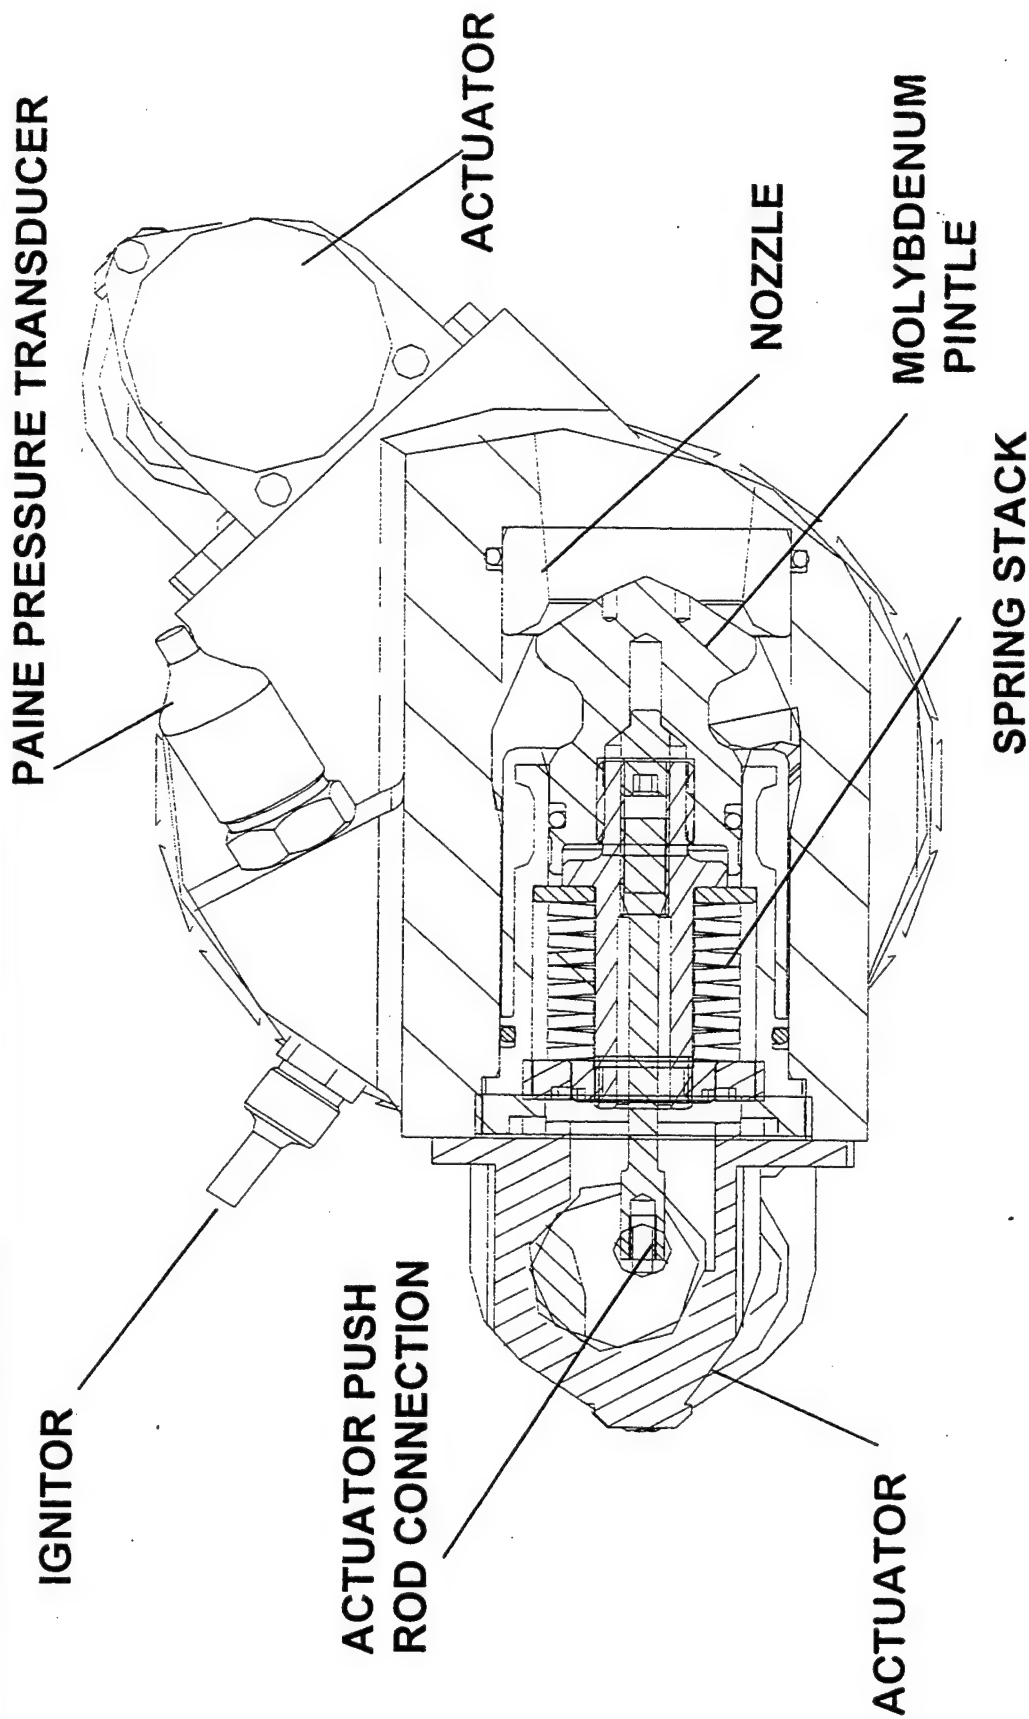 PAINE PRESSURE TRANSDUCER
ACTUATOR
NOZZLE
MOLYBDENUM
PINTLE
SPRING STACK
IGNITOR
ACTUATOR PUSH
ROD CONNECTION
ACTUATOR